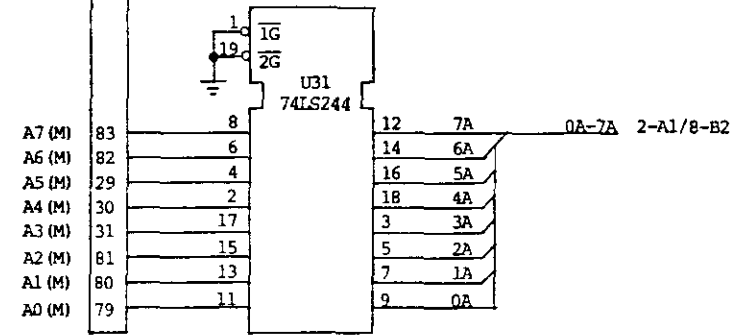 1 1G
19 2G
U31
74LS244
A7(M) 83 8 12 7A 0A-7A 2-A1/8-B2
A6(M) 82 6 14 6A
A5(M) 29 4 16 5A
A4(M) 30 2 18 4A
A3(M) 31 17 3 3A
A2(M) 81 15 5 2A
A1(M) 80 13 7 1A
A0(M) 79 11 9 0A